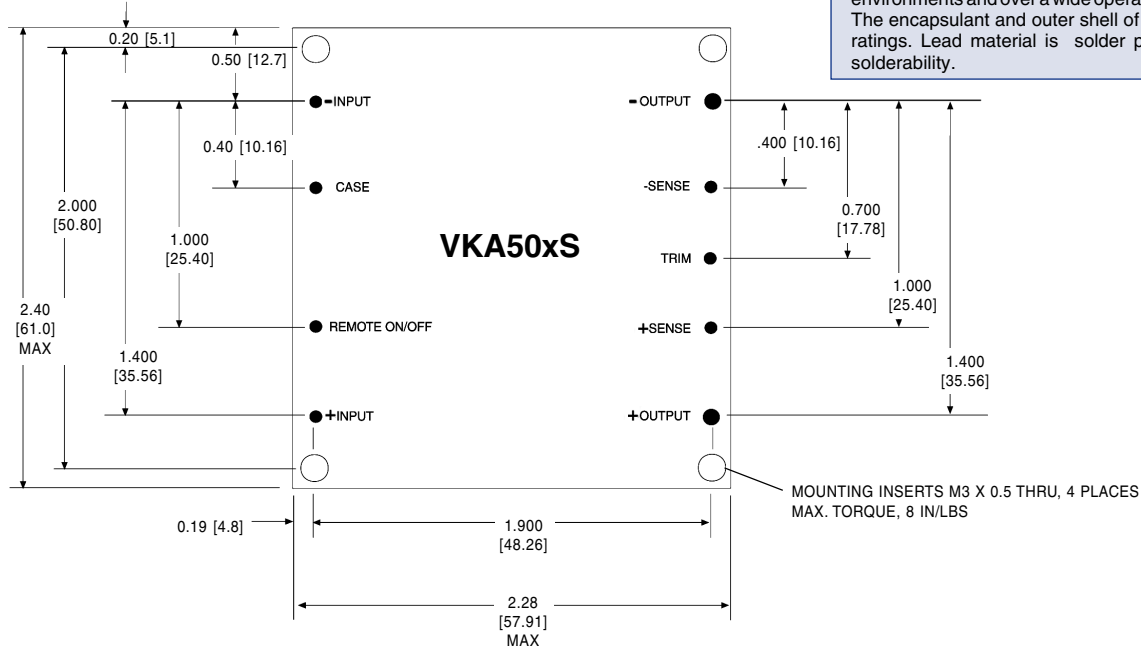 environments and over a wide opera
The encapsulant and outer shell of
ratings. Lead material is solder p
solderability.
0.20 [5.1]
0.50 [12.7]
-INPUT
-OUTPUT
0.40 [10.16]
.400 [10.16]
CASE
-SENSE
2.000
[50.80]
0.700
[17.78]
1.000
[25.40]
VKA50xS
TRIM
1.000
[25.40]
2.40
[61.0]
MAX
REMOTE ON/OFF
+SENSE
1.400
[35.56]
1.400
[35.56]
+INPUT
+OUTPUT
MOUNTING INSERTS M3 X 0.5 THRU, 4 PLACES
MAX. TORQUE, 8 IN/LBS
0.19 [4.8]
1.900
[48.26]
2.28
[57.91]
MAX